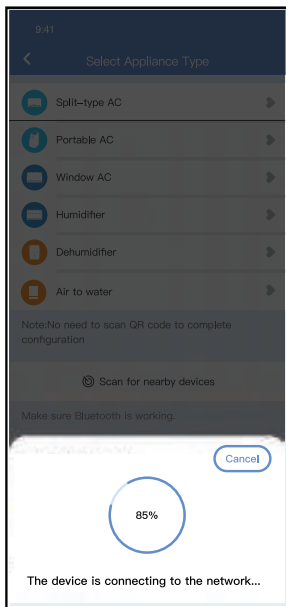 9:41
Select Appliance Type
Split-type AC
Portable AC
Window AC
Humidifier
Dehumidifier
Air to water
Note:No need to scan QR code to complete
configuration
Scan for nearby devices
Make sure Bluetooth is working.
Cancel
85%
The device is connecting to the network...